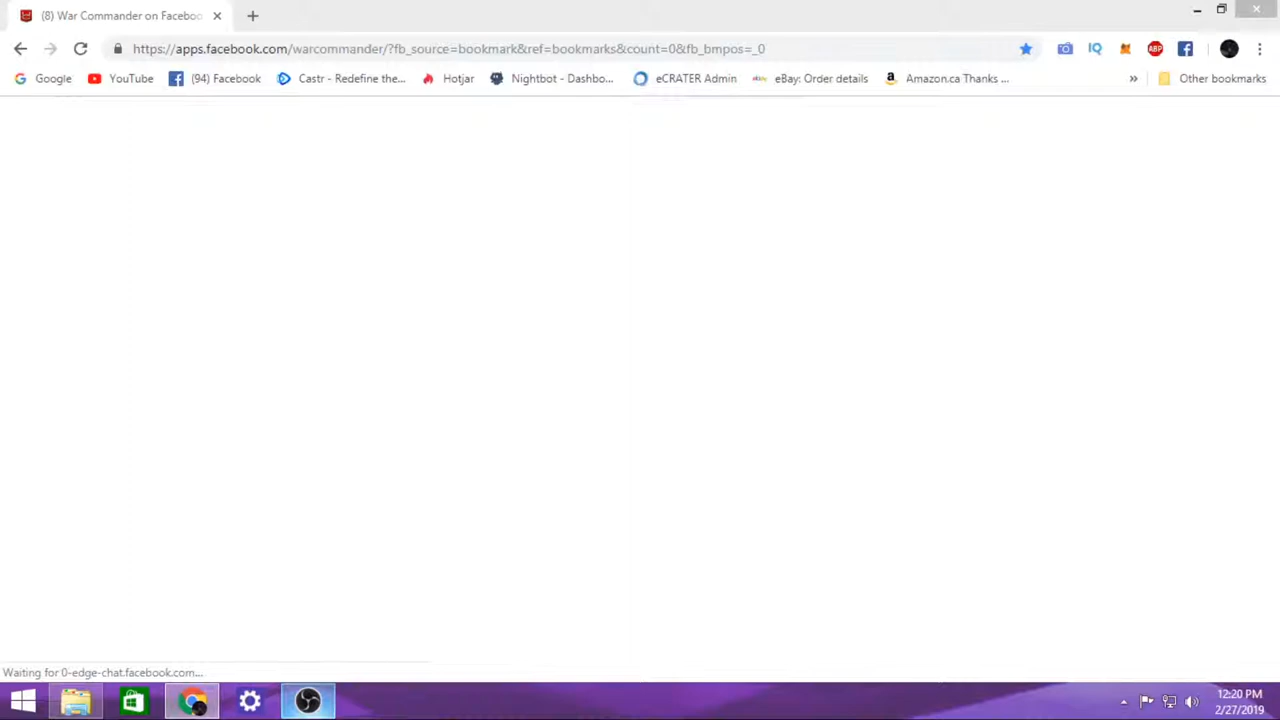 (8) War Commander on Faceboo
https://apps.facebook.com/warcommander/?fb_source=bookmark&ref=bookmarks&count=0&fb_bmpos=_0
IQ
ABP
Google
YouTube
(94) Facebook
Castr - Redefine the...
Hotjar
Nightbot - Dashbo...
eCRATER Admin
eBay: Order details
Amazon.ca Thanks ...
»
Other bookmarks
Waiting for 0-edge-chat.facebook.com...
12:20 PM
2/27/2019